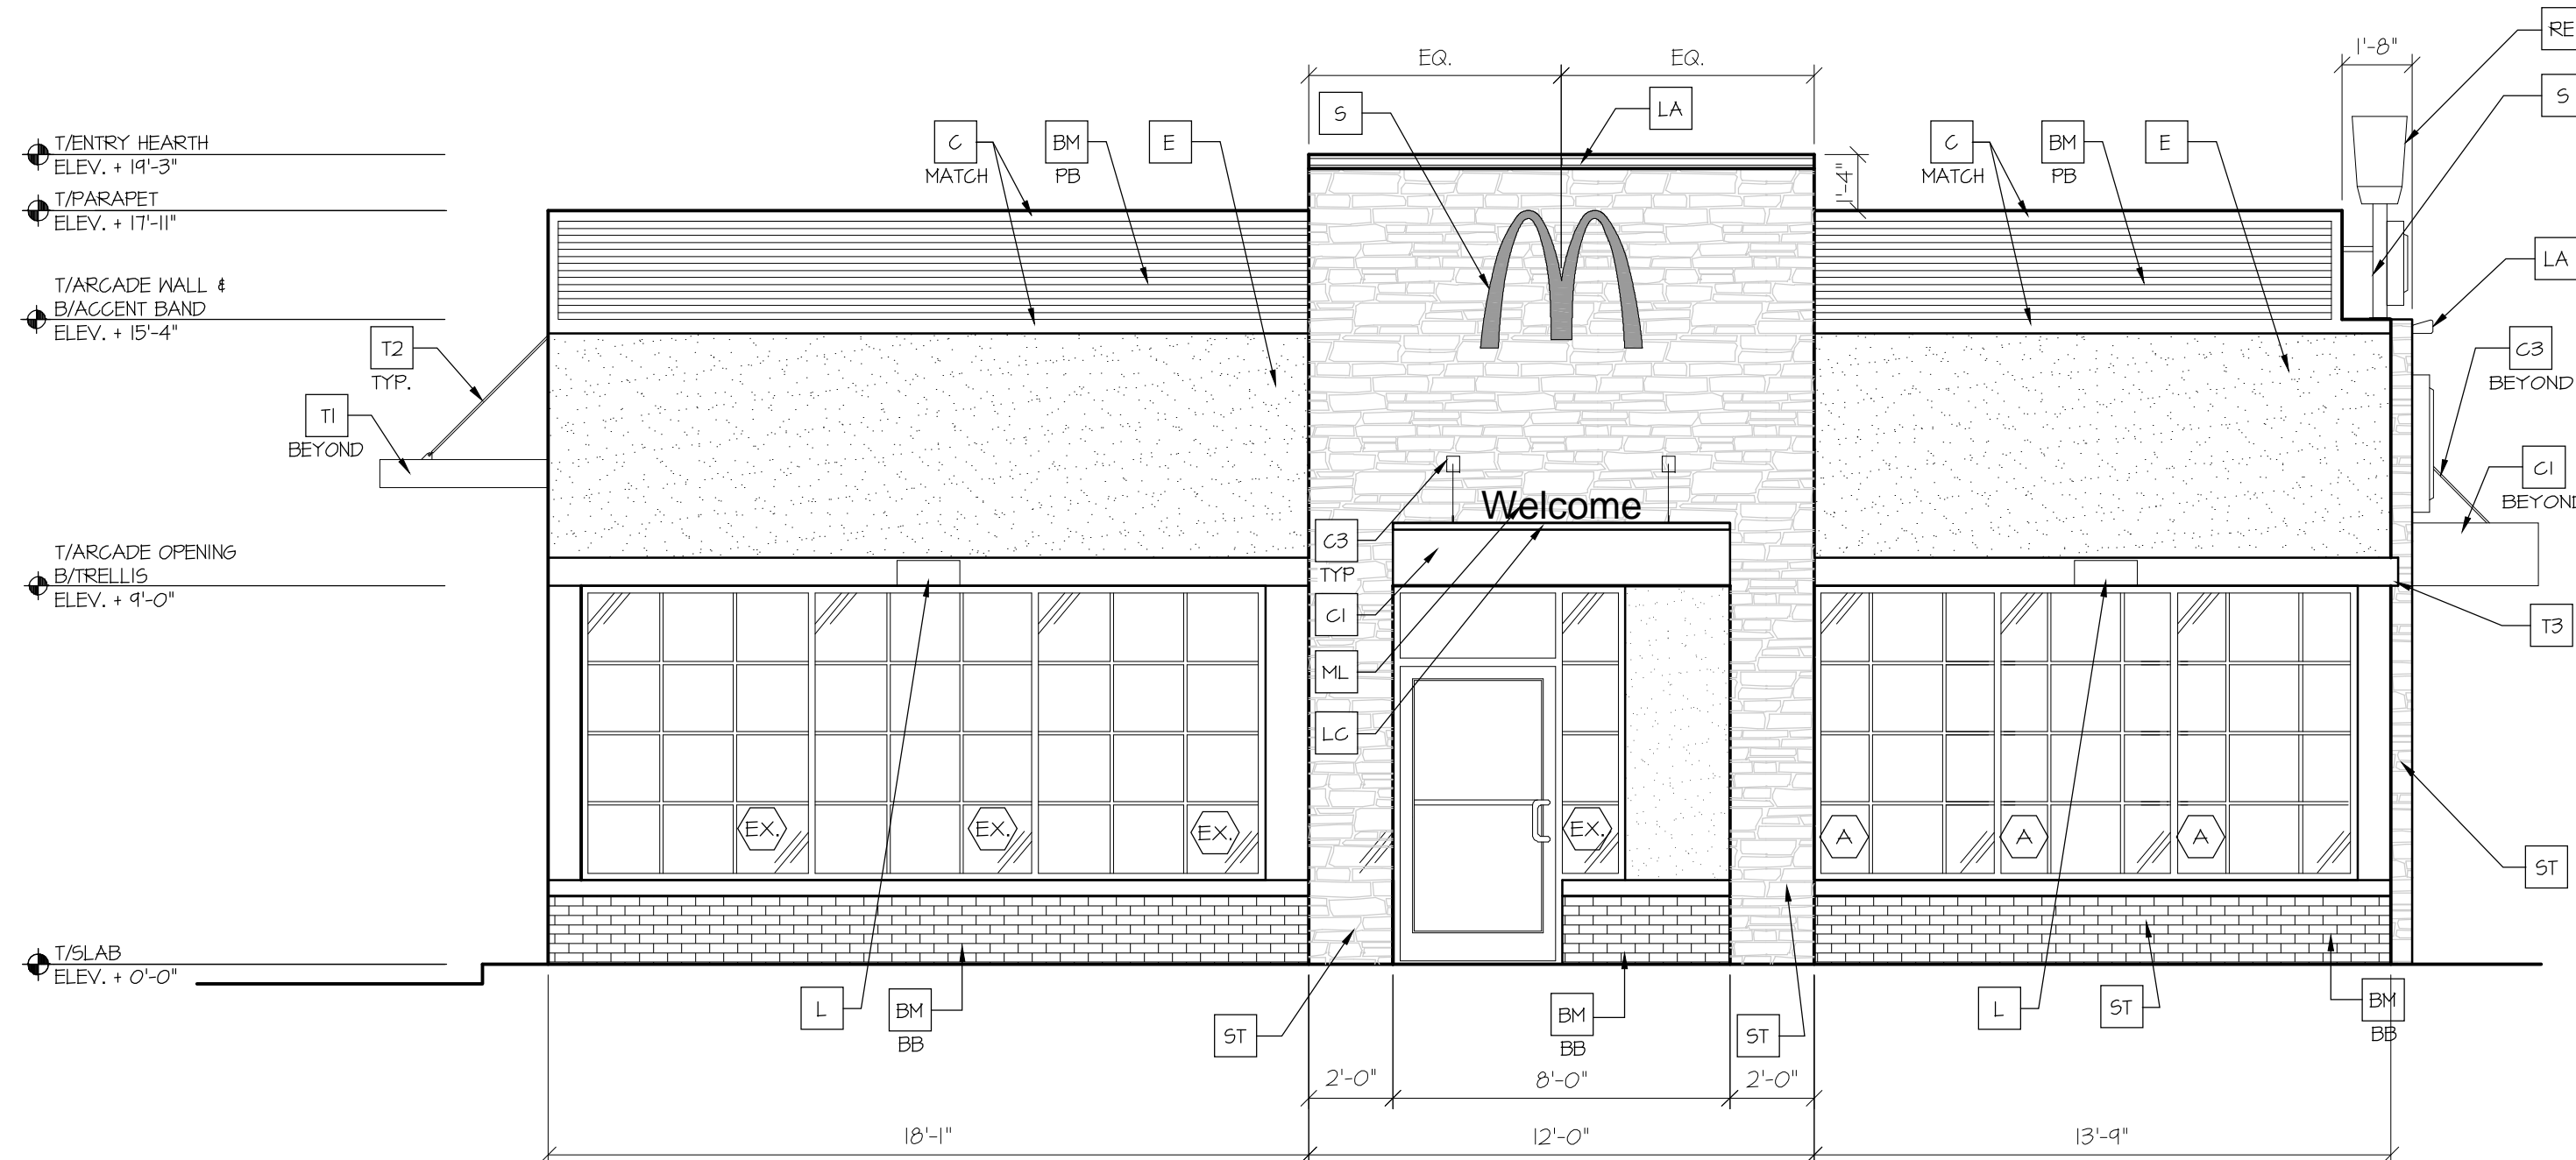 EQ.
EQ.
1'-8"
RE
S
LA
S
T/ENTRY HEARTH
ELEV. + 19'-3"
C
MATCH
BM
PB
E
C
MATCH
BM
PB
E
1'-4"
T/PARAPET
ELEV. + 17'-11"
LA
T/ARCADE WALL &
B/ACCENT BAND
ELEV. + 15'-4"
T2
TYP.
C3
BEYOND
T1
BEYOND
C1
BEYOND
Welcome
T/ARCADE OPENING
B/TRELLIS
ELEV. + 9'-0"
C3
TYP
C1
T3
ML
LC
EX.
EX.
EX.
EX.
A
A
A
ST
T/SLAB
ELEV. + 0'-0"
L
BM
BB
ST
BM
BB
ST
L
ST
BM
BB
2'-0"
8'-0"
2'-0"
18'-1"
12'-0"
13'-9"